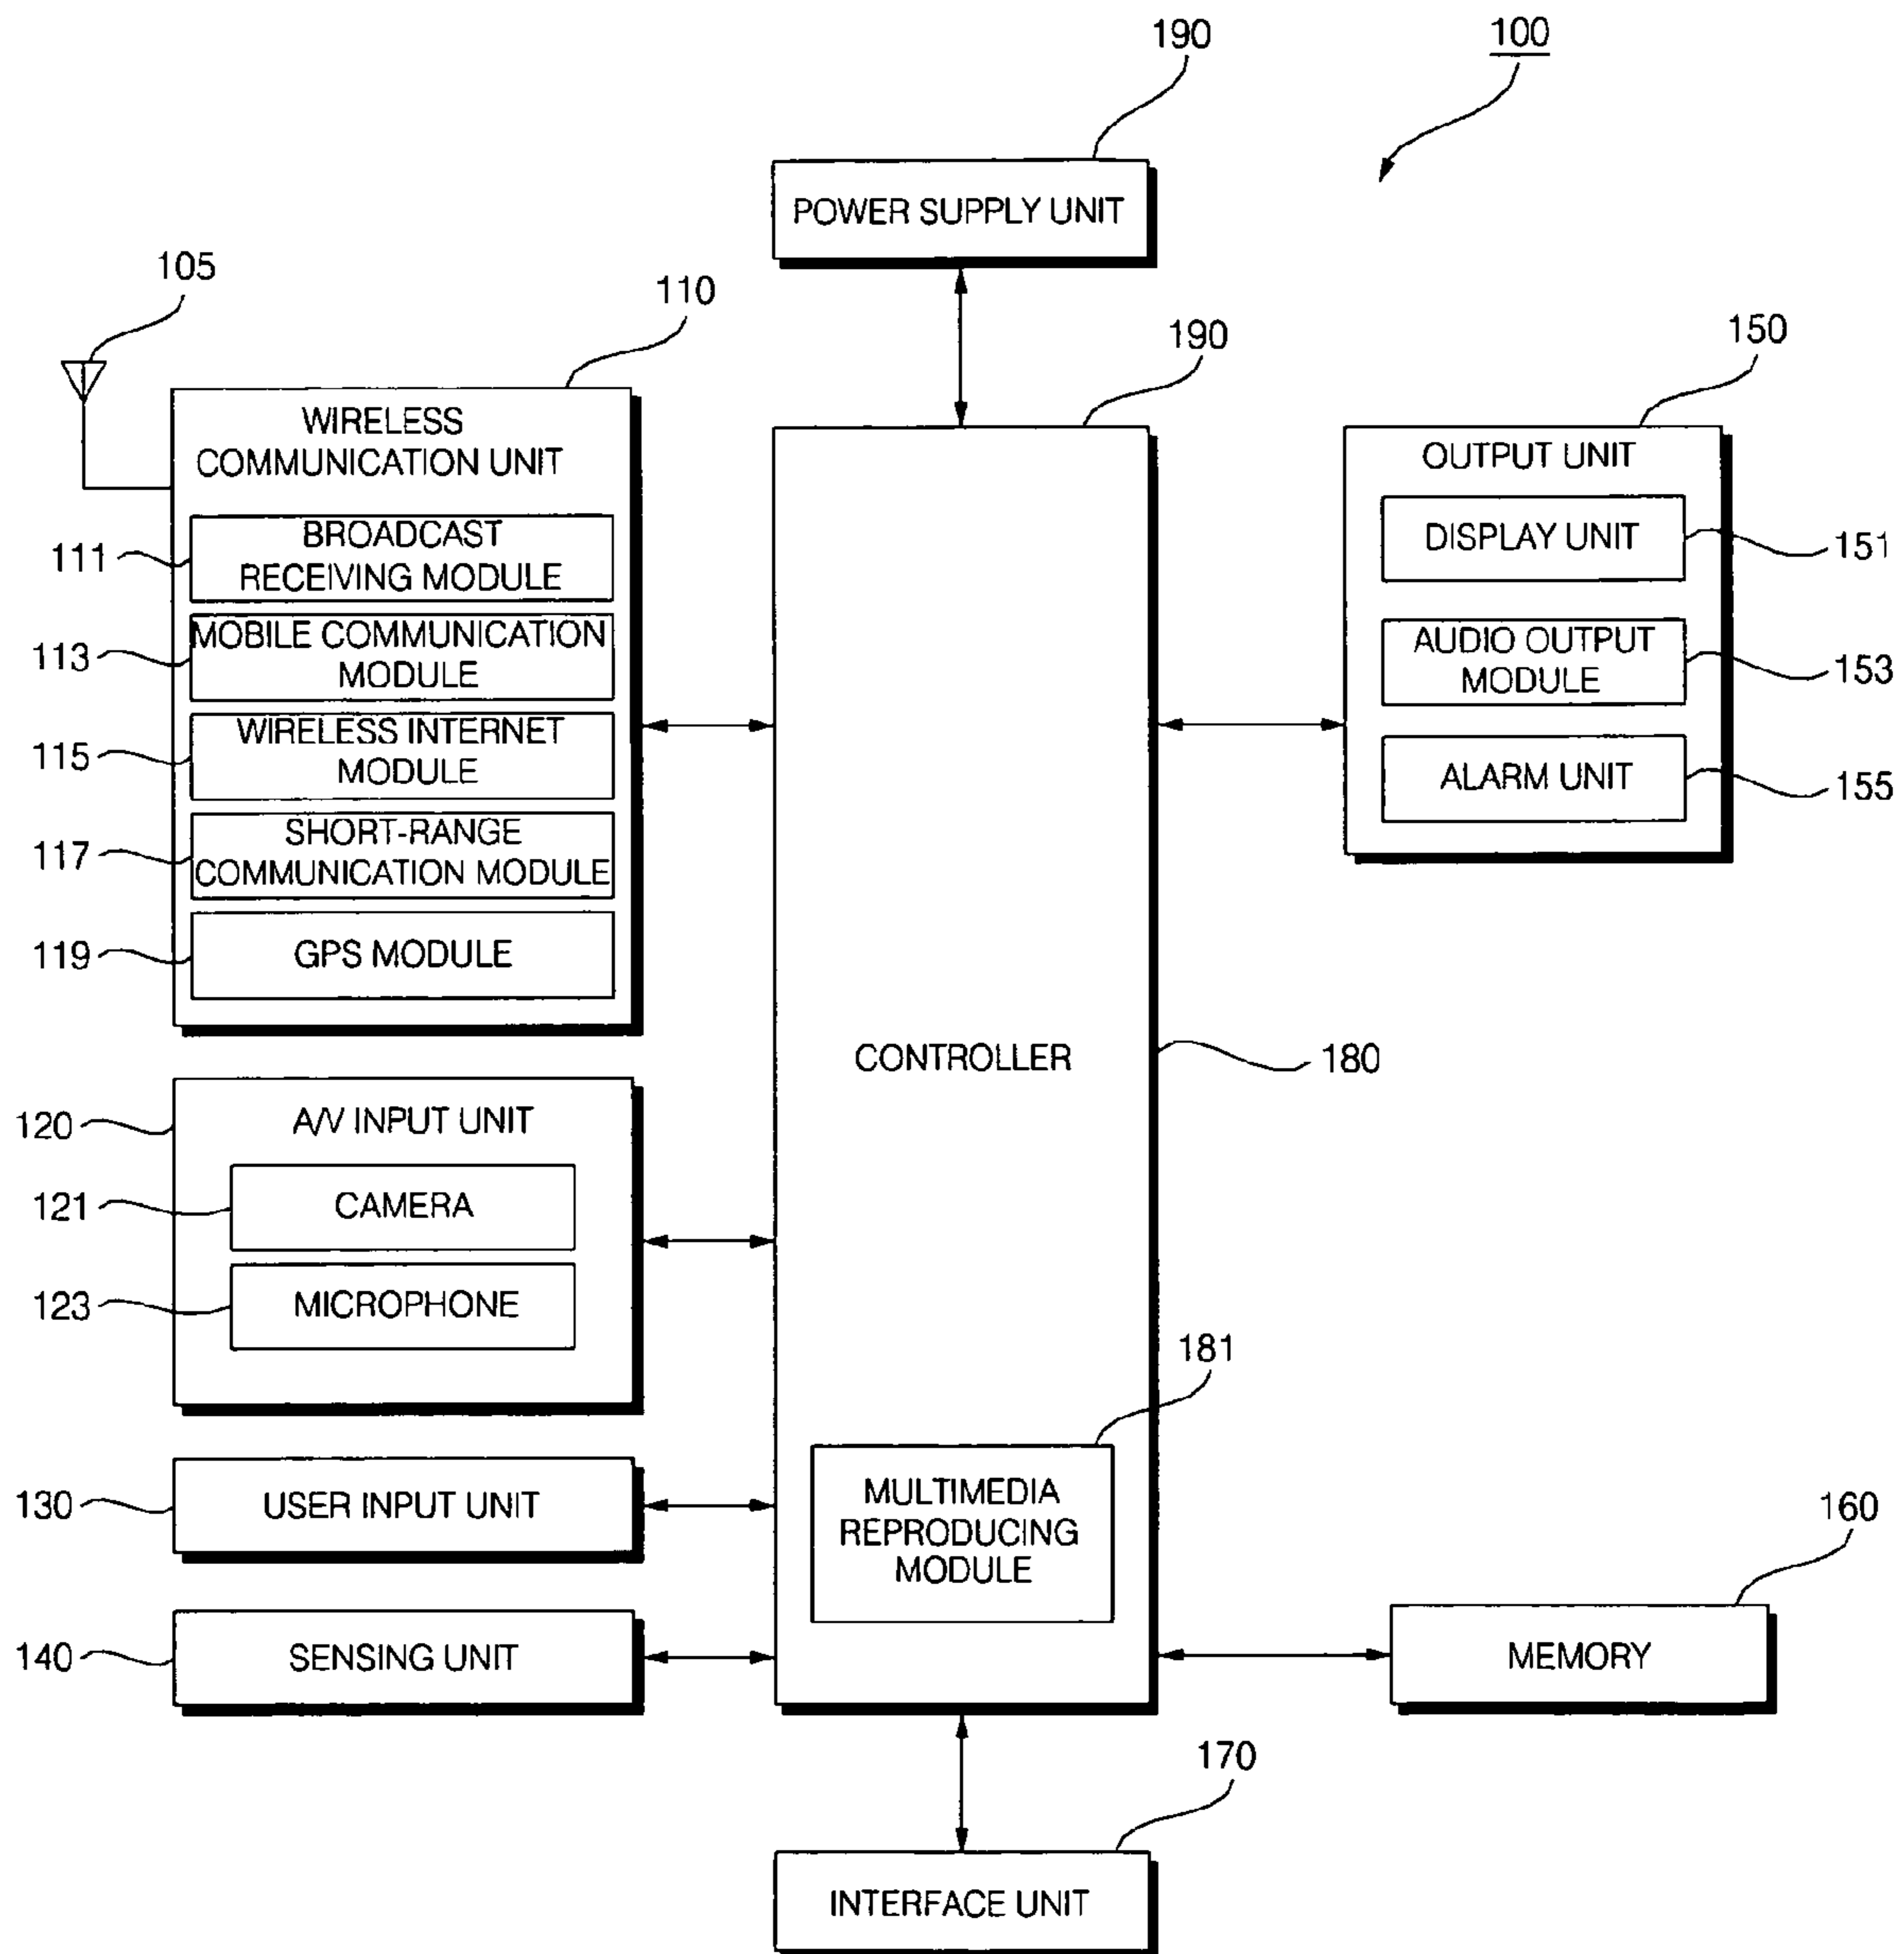 190
100
POWER SUPPLY UNIT
105
110
190
150
WIRELESS
COMMUNICATION UNIT
OUTPUT UNIT
111
BROADCAST
RECEIVING MODULE
DISPLAY UNIT
151
113
MOBILE COMMUNICATION
MODULE
AUDIO OUTPUT
MODULE
153
115
WIRELESS INTERNET
MODULE
ALARM UNIT
155
117
SHORT-RANGE
COMMUNICATION MODULE
119
GPS MODULE
CONTROLLER
180
120
A/V INPUT UNIT
121
CAMERA
123
MICROPHONE
181
MULTIMEDIA
REPRODUCING
MODULE
130
USER INPUT UNIT
160
140
SENSING UNIT
MEMORY
170
INTERFACE UNIT